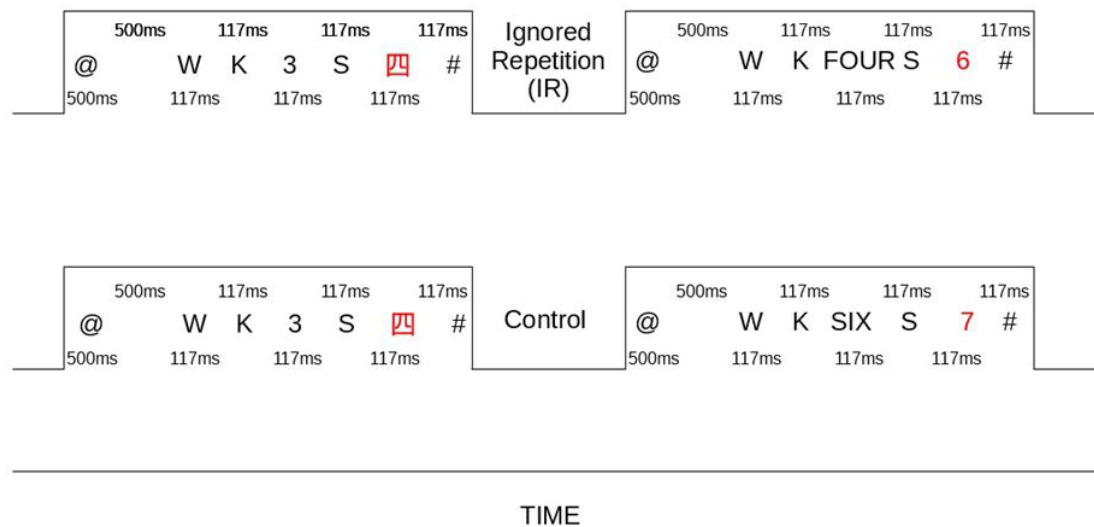 500ms 117ms 117ms 117ms
@ W K 3 S 四 #
500ms 117ms 117ms 117ms
Ignored
Repetition
(IR)
500ms 117ms 117ms 117ms
@ W K FOUR S 6 #
500ms 117ms 117ms 117ms
500ms 117ms 117ms 117ms
@ W K 3 S 四 #
500ms 117ms 117ms 117ms
Control
500ms 117ms 117ms 117ms
@ W K SIX S 7 #
500ms 117ms 117ms 117ms
TIME